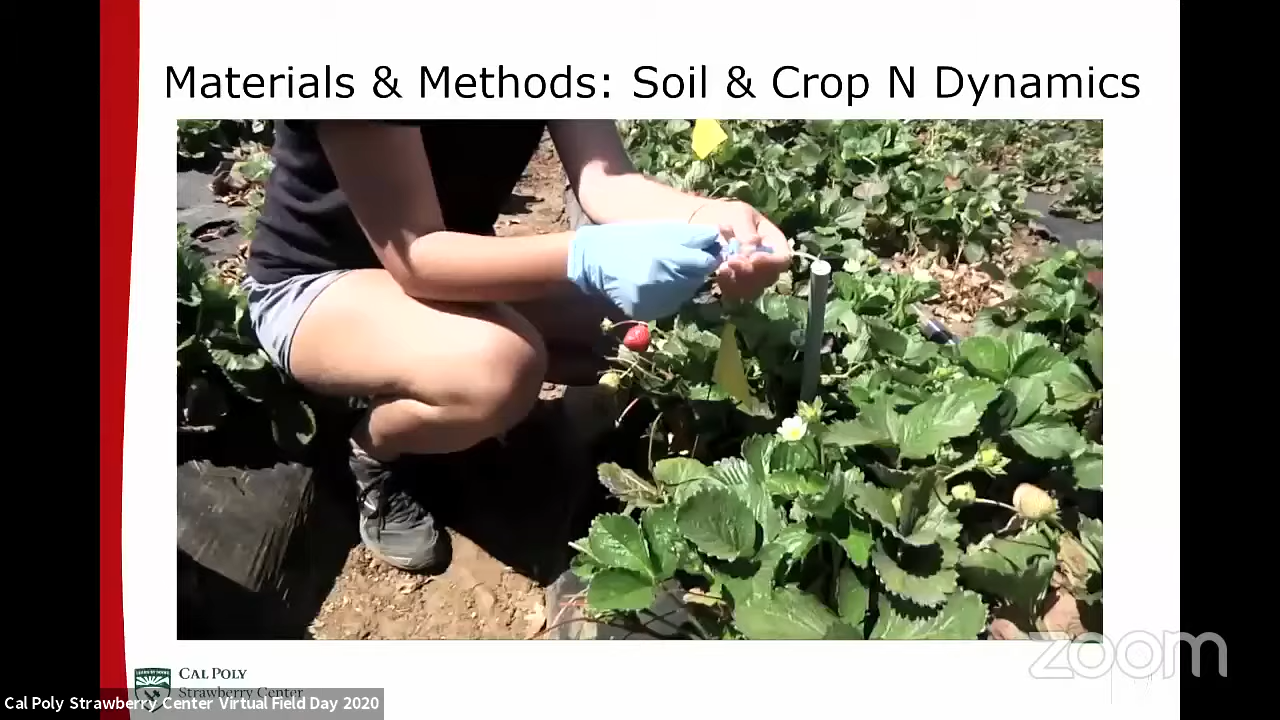 Materials & Methods: Soil & Crop N Dynamics
CAL POLY
Strawberry Center
Cal Poly Strawberry Center Virtual Field Day 2020
zoom